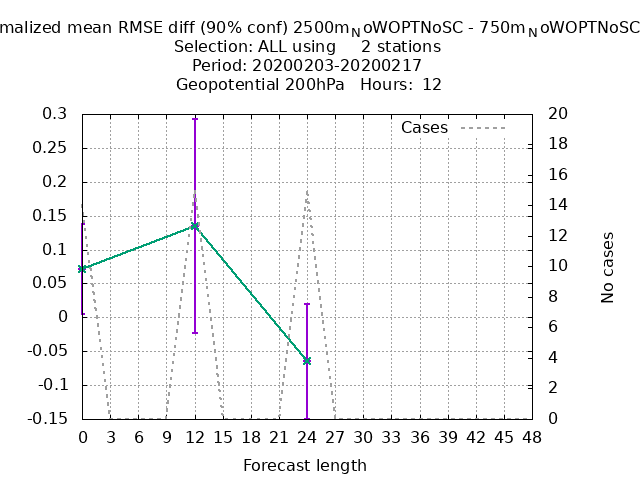 malized mean RMSE diff (90% conf) 2500mNoWOPTNoSC - 750mNoWOPTNoSC
Selection: ALL using 2 stations
Period: 20200203-20200217
Geopotential 200hPa Hours: 12
Cases
0.3
0.25
0.2
0.15
0.1
0.05
0
-0.05
-0.1
-0.15
20
18
16
14
12
10
8
6
4
2
0
No cases
0 3 6 9 12 15 18 21 24 27 30 33 36 39 42 45 48
Forecast length